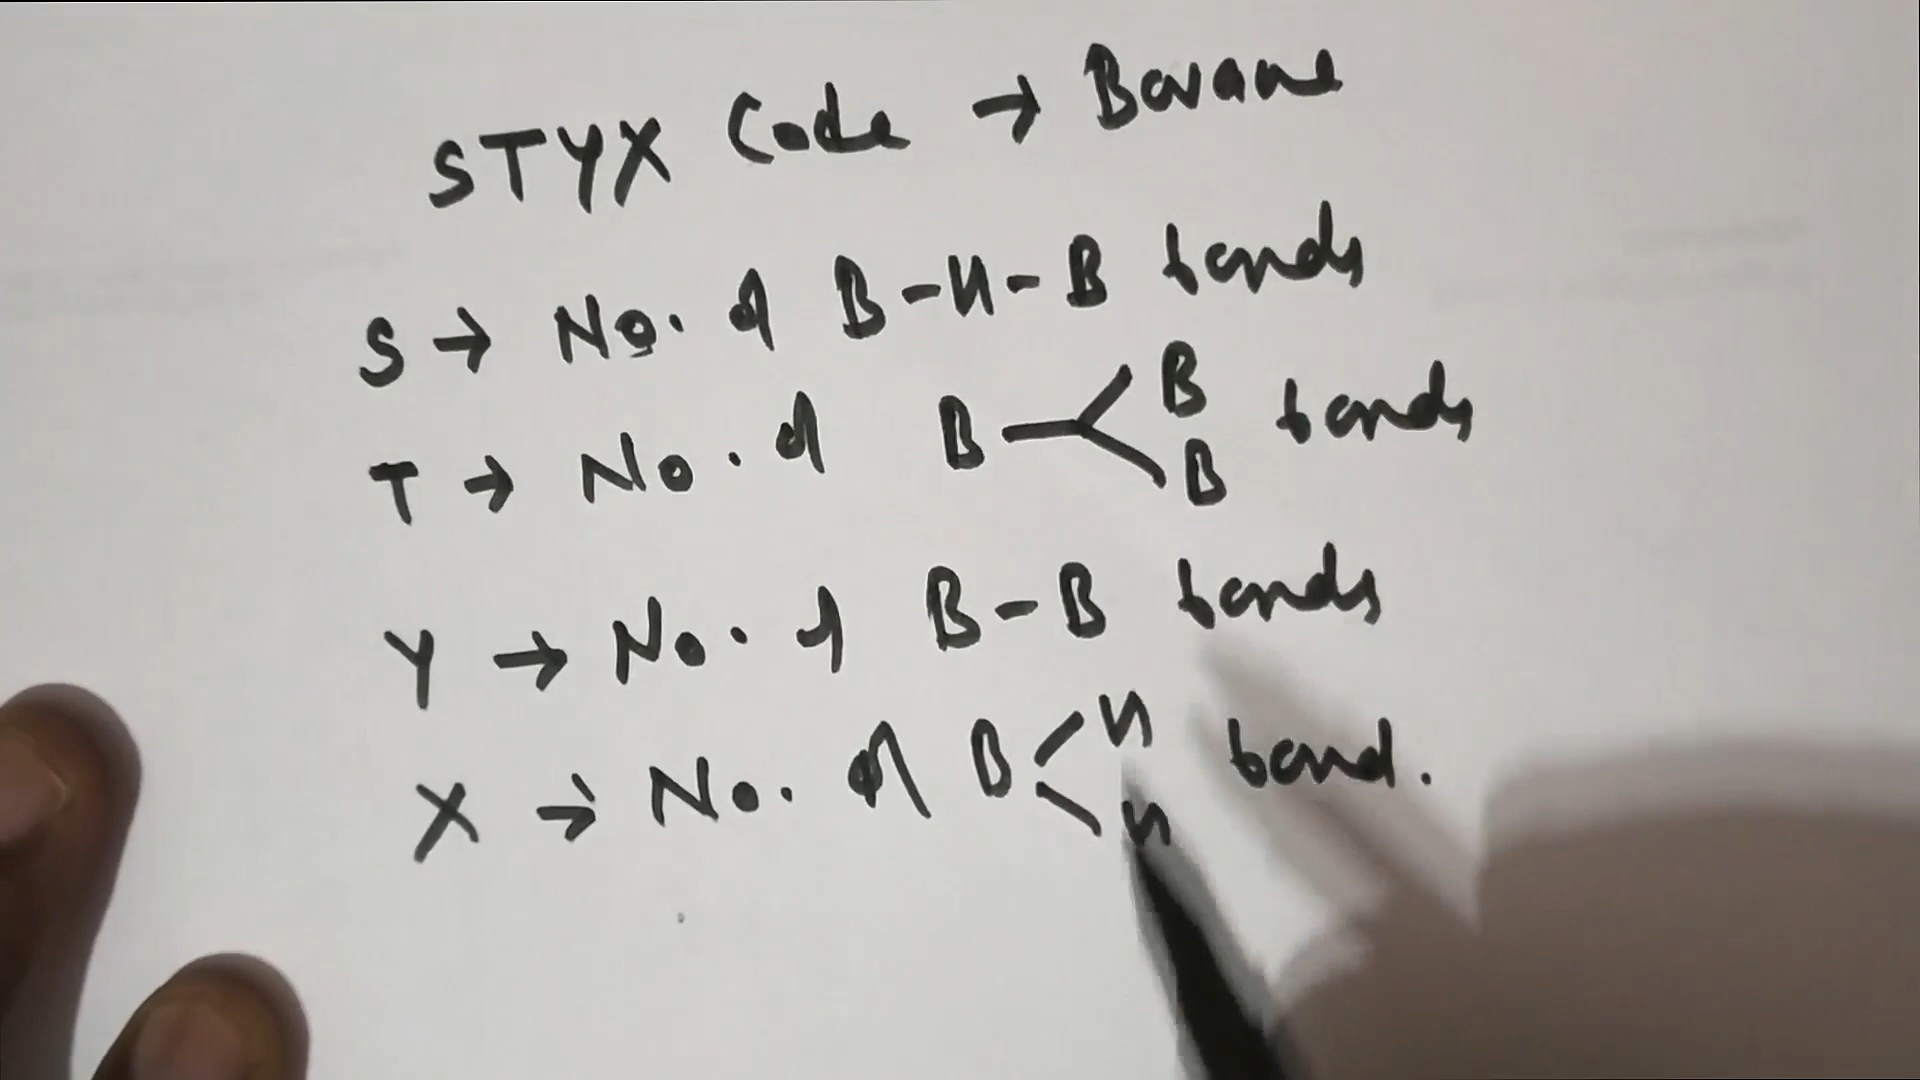 STYX Code → Borane
S → No. of B-H-B bonds
T → No. of B-<B B bonds
Y → No. of B-B bonds
X → No. of B<H H bond.